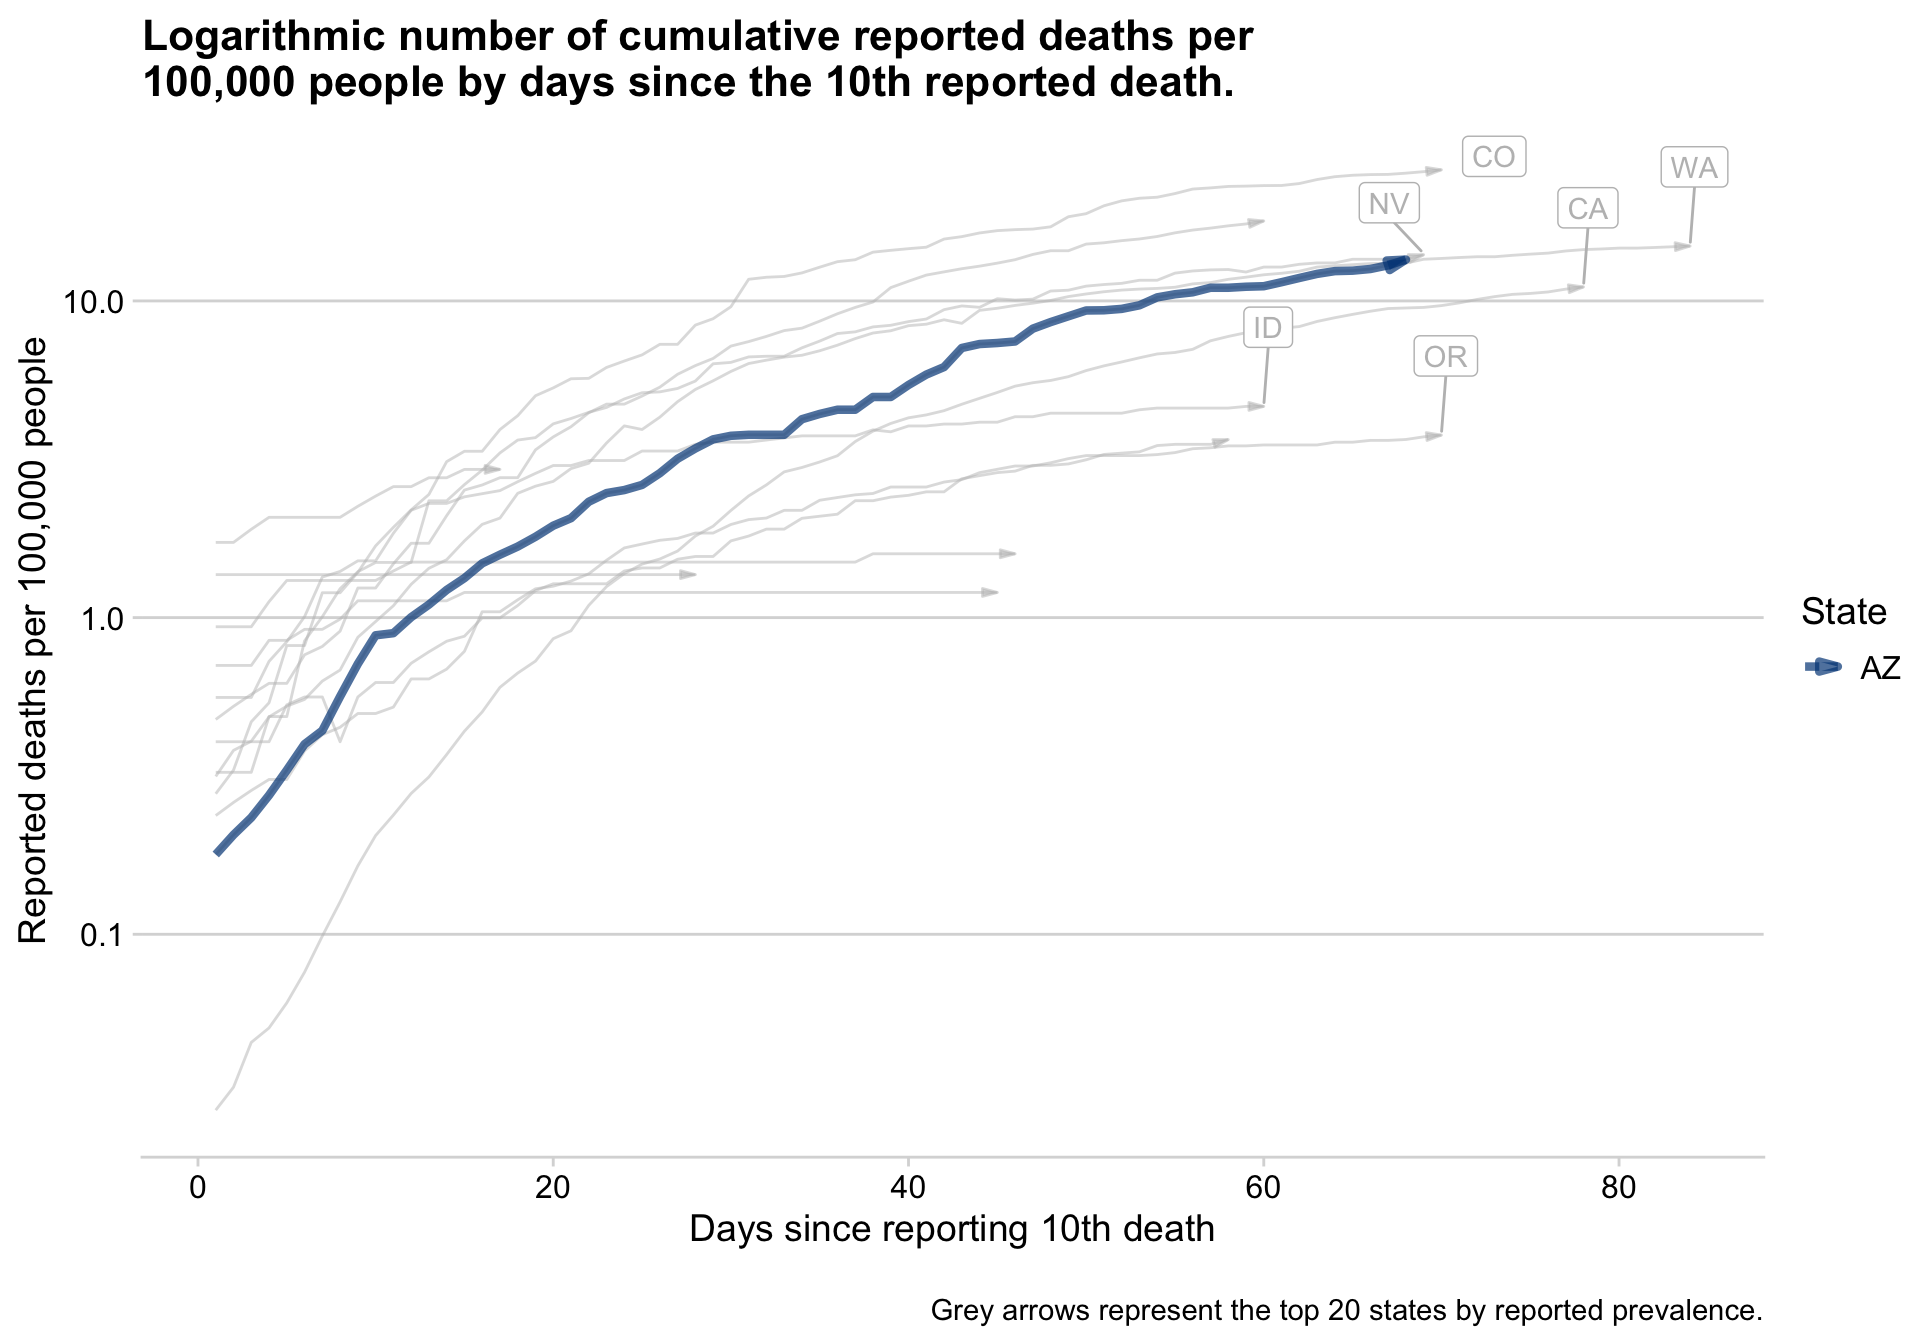 Logarithmic number of cumulative reported deaths per
100,000 people by days since the 10th reported death.
CO
WA
NV
CA
10.0
ID
OR
Reported deaths per 100,000 people
1.0
State
AZ
0.1
0 20 40 60 80
Days since reporting 10th death
Grey arrows represent the top 20 states by reported prevalence.